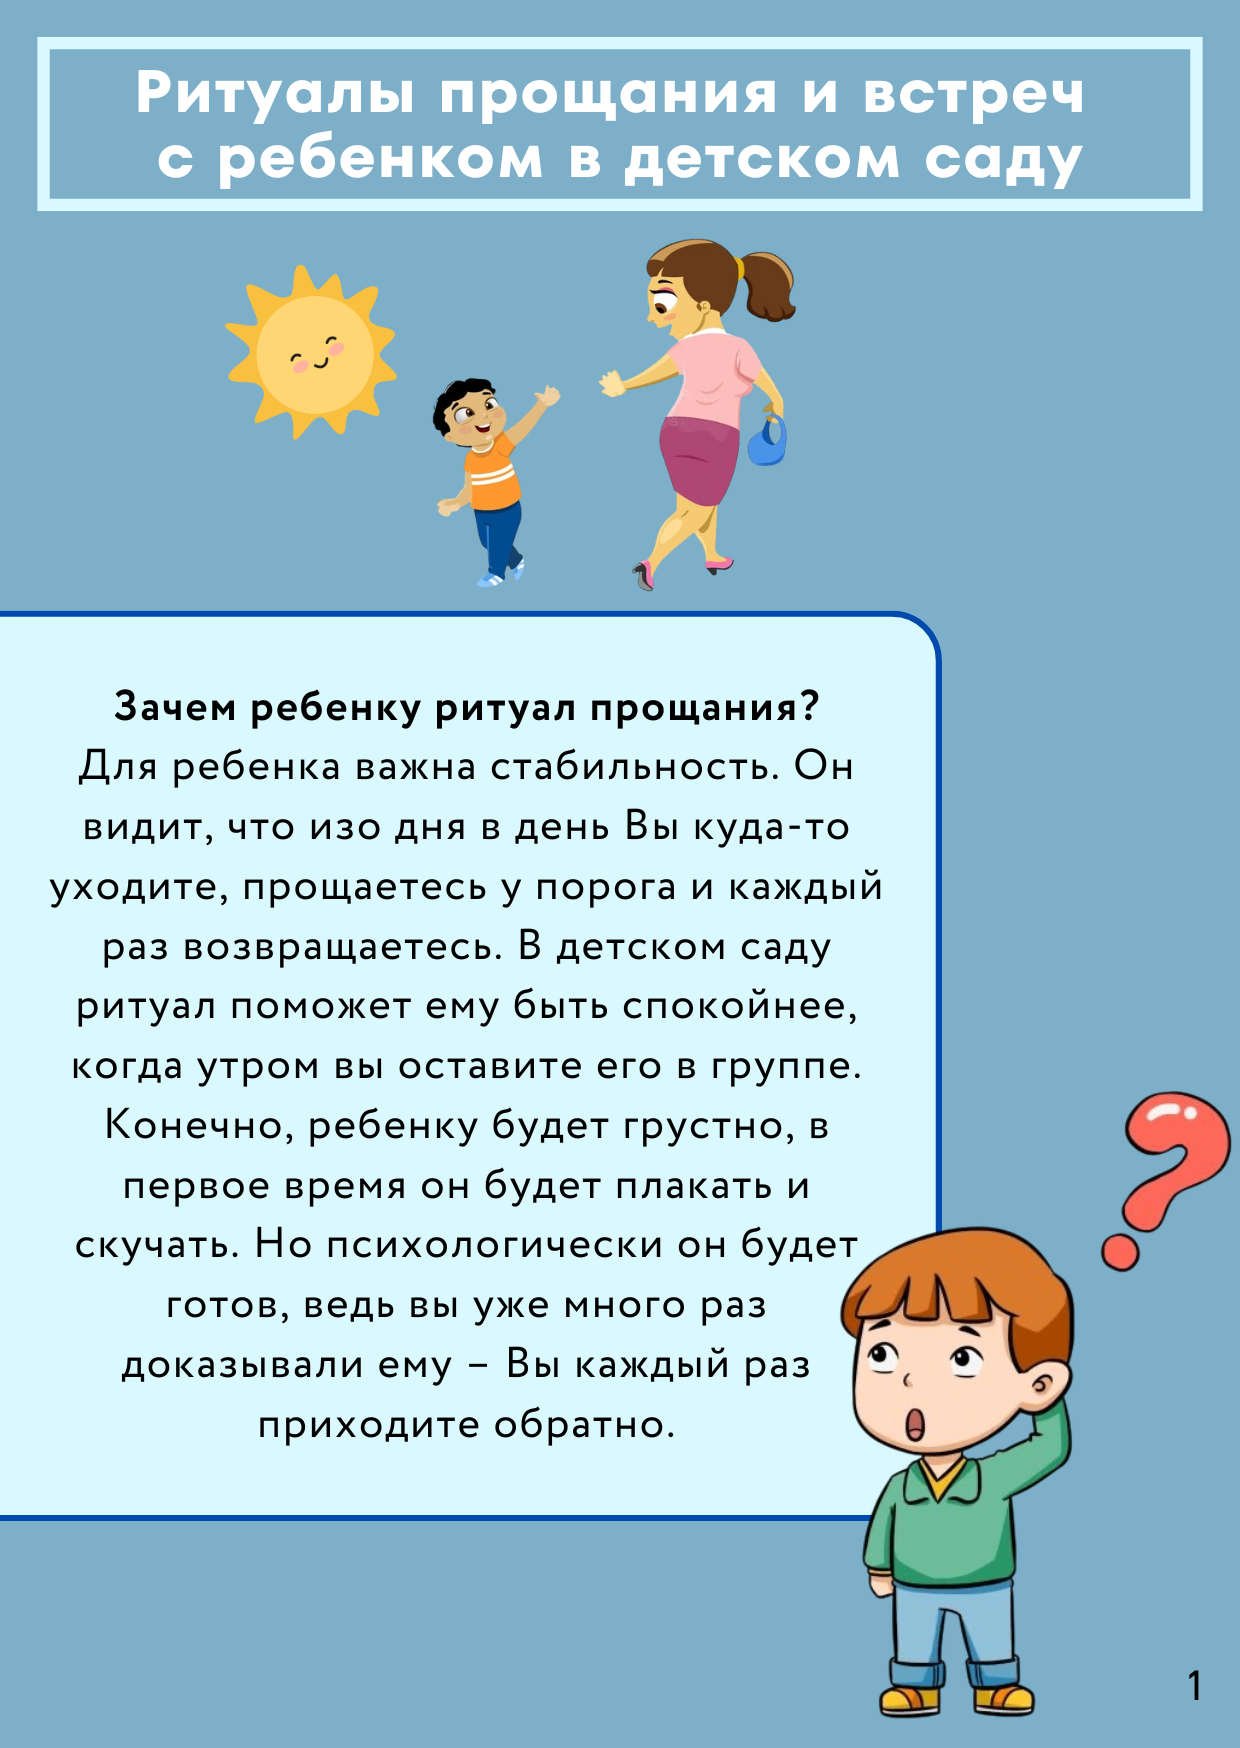 Ритуалы прощания и встреч
с ребенком в детском саду
Зачем ребенку ритуал прощания?
Для ребенка важна стабильность. Он
видит, что изо дня в день Вы куда-то
уходите, прощаетесь у порога и каждый
раз возвращаетесь. В детском саду
ритуал поможет ему быть спокойнее,
когда утром вы оставите его в группе.
Конечно, ребенку будет грустно, в
первое время он будет плакать и
скучать. Но психологически он будет
готов, ведь вы уже много раз
доказывали ему – Вы каждый раз
приходите обратно.
1